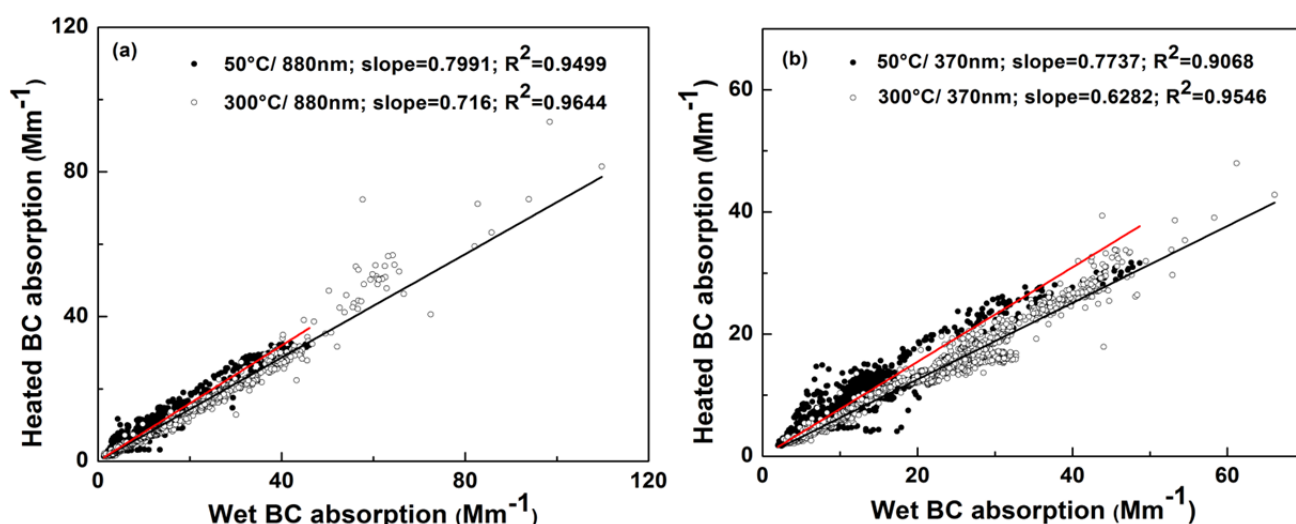 (a)
50°C/ 880nm; slope=0.7991; R²=0.9499
300°C/ 880nm; slope=0.716; R²=0.9644
Heated BC absorption (Mm⁻¹)
120
80
40
0
0 40 80 120
Wet BC absorption (Mm⁻¹)
(b)
50°C/ 370nm; slope=0.7737; R²=0.9068
300°C/ 370nm; slope=0.6282; R²=0.9546
Heated BC absorption (Mm⁻¹)
60
40
20
0
0 20 40 60
Wet BC absorption (Mm⁻¹)